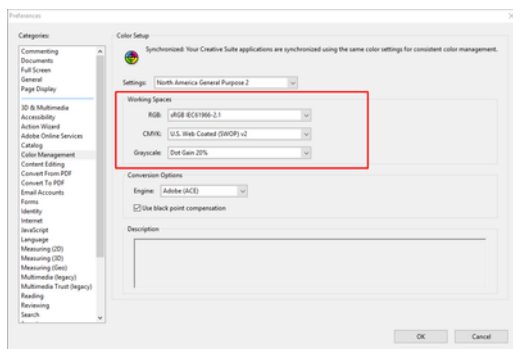 Preferences
Categories:
Commenting
Documents
Full Screen
General
Page Display
3D & Multimedia
Accessibility
Action Wizard
Adobe Online Services
Catalog
Color Management
Content Editing
Convert From PDF
Convert To PDF
Email Accounts
Forms
Identity
Internet
JavaScript
Language
Measuring (2D)
Measuring (3D)
Measuring (Geo)
Multimedia (legacy)
Multimedia Trust (legacy)
Reading
Reviewing
Search
Color Setup
Synchronized: Your Creative Suite applications are synchronized using the same color settings for consistent color management.
Settings: North America General Purpose 2
Working Spaces
RGB: sRGB IEC61966-2.1
CMYK: U.S. Web Coated (SWOP) v2
Grayscale: Dot Gain 20%
Conversion Options
Engine: Adobe (ACE)
Use black point compensation
Description
OK Cancel